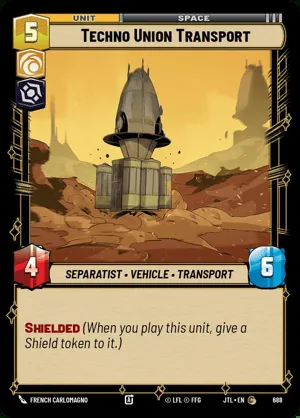 UNIT SPACE
5 TECHNO UNION TRANSPORT
4 6
SEPARATIST • VEHICLE • TRANSPORT
SHIELDED (When you play this unit, give a
Shield token to it.)
FRENCH CARLOMAGNO © LFL © FFG JTL • EN C 688